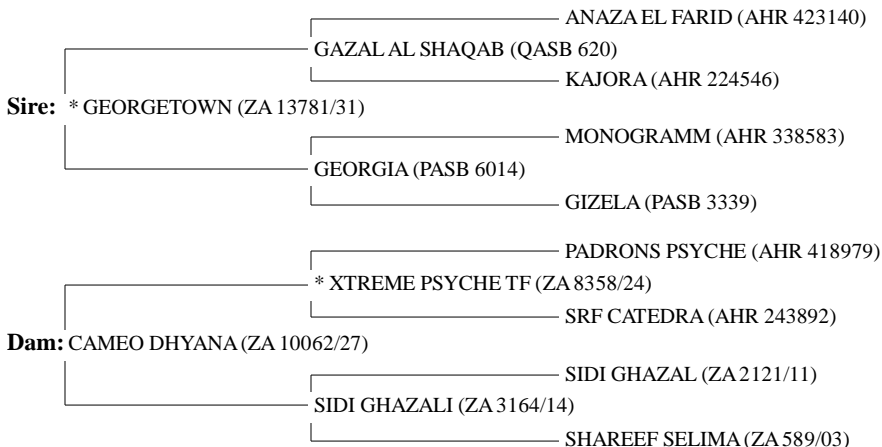 ANAZA EL FARID (AHR 423140)
GAZAL AL SHAQAB (QASB 620)
KAJORA (AHR 224546)
Sire: * GEORGETOWN (ZA 13781/31)
MONOGRAMM (AHR 338583)
GEORGIA (PASB 6014)
GIZELA (PASB 3339)
PADRONS PSYCHE (AHR 418979)
* XTREME PSYCHE TF (ZA 8358/24)
SRF CATEDRA (AHR 243892)
Dam: CAMEO DHYANA (ZA 10062/27)
SIDI GHAZAL (ZA 2121/11)
SIDI GHAZALI (ZA 3164/14)
SHAREEF SELIMA (ZA 589/03)